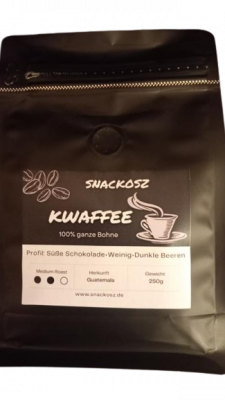 SNACKOSZ
KWAFFEE
100% ganze Bohne
Profil: Süße Schokolade-Weinig-Dunkle Beeren
Medium Roast
Herkunft
Guatemala
Gewicht
250g
www.snackosz.de